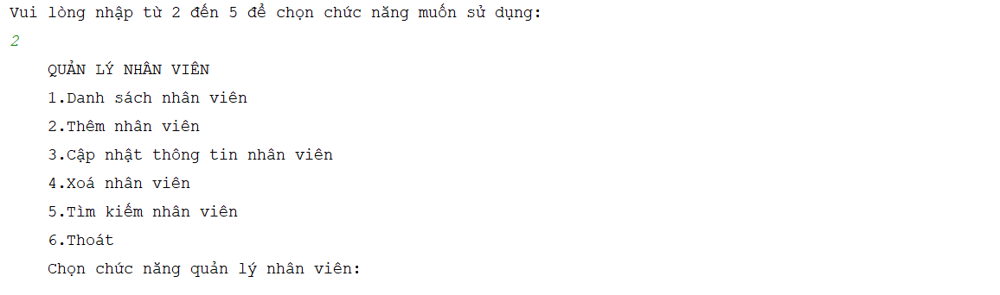 Vui lòng nhập từ 2 đến 5 để chọn chức năng muốn sử dụng:
2
QUẢN LÝ NHÂN VIÊN
1.Danh sách nhân viên
2.Thêm nhân viên
3.Cập nhật thông tin nhân viên
4.Xoá nhân viên
5.Tìm kiếm nhân viên
6.Thoát
Chọn chức năng quản lý nhân viên: